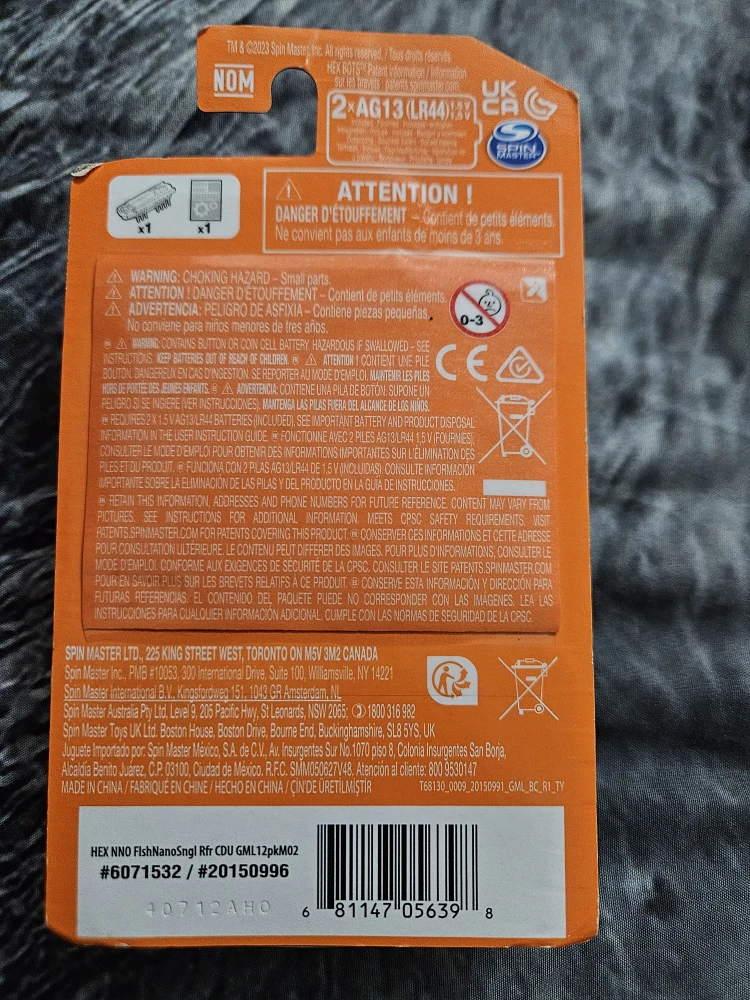 TM & ©2023 Spin Master, Inc. All rights reserved. / Tous droits réservés.
HEX BOTS™ Patent information / Information
sur les brevets : patents.spinmaster.com
NOM
2×AG13(LR44)
UK
CA
SPIN
MASTER™
x1 x1
ATTENTION !
DANGER D'ÉTOUFFEMENT – Contient de petits éléments.
Ne convient pas aux enfants de moins de 3 ans.
WARNING: CHOKING HAZARD – Small parts.
ATTENTION ! DANGER D'ÉTOUFFEMENT – Contient de petits éléments.
ADVERTENCIA: PELIGRO DE ASFIXIA – Contiene piezas pequeñas.
No conviene para niños menores de tres años.
0-3
WARNING: CONTAINS BUTTON OR COIN CELL BATTERY. HAZARDOUS IF SWALLOWED – SEE
INSTRUCTIONS. KEEP BATTERIES OUT OF REACH OF CHILDREN. ATTENTION ! CONTIENT UNE PILE
BOUTON. DANGEREUX EN CAS D'INGESTION. SE REPORTER AU MODE D'EMPLOI. MAINTENIR LES PILES
HORS DE PORTÉE DES JEUNES ENFANTS. ADVERTENCIA: CONTIENE UNA PILA DE BOTÓN. SUPONE UN
PELIGRO SI SE INGIERE (VER INSTRUCCIONES). MANTENGA LAS PILAS FUERA DEL ALCANCE DE LOS NIÑOS.
CE
REQUIRES 2 X 1.5 V AG13/LR44 BATTERIES (INCLUDED). SEE IMPORTANT BATTERY AND PRODUCT DISPOSAL
INFORMATION IN THE USER INSTRUCTION GUIDE. FONCTIONNE AVEC 2 PILES AG13/LR44 1,5 V (FOURNIES).
CONSULTER LE MODE D'EMPLOI POUR OBTENIR DES INFORMATIONS IMPORTANTES SUR L'ÉLIMINATION DES
PILES ET DU PRODUIT. FUNCIONA CON 2 PILAS AG13/LR44 DE 1,5 V (INCLUIDAS). CONSULTE INFORMACIÓN
IMPORTANTE SOBRE LA ELIMINACIÓN DE LAS PILAS Y DEL PRODUCTO EN LA GUÍA DE INSTRUCCIONES.
RETAIN THIS INFORMATION, ADDRESSES AND PHONE NUMBERS FOR FUTURE REFERENCE. CONTENT MAY VARY FROM
PICTURES. SEE INSTRUCTIONS FOR ADDITIONAL INFORMATION. MEETS CPSC SAFETY REQUIREMENTS. VISIT
PATENTS.SPINMASTER.COM FOR PATENTS COVERING THIS PRODUCT. CONSERVER CES INFORMATIONS ET CETTE ADRESSE
POUR CONSULTATION ULTÉRIEURE. LE CONTENU PEUT DIFFÉRER DES IMAGES. POUR PLUS D'INFORMATIONS, CONSULTER LE
MODE D'EMPLOI. CONFORME AUX EXIGENCES DE SÉCURITÉ DE LA CPSC. CONSULTER LE SITE PATENTS.SPINMASTER.COM
POUR EN SAVOIR PLUS SUR LES BREVETS RELATIFS À CE PRODUIT. CONSERVE ESTA INFORMACIÓN Y DIRECCIÓN PARA
FUTURAS REFERENCIAS. EL CONTENIDO DEL PAQUETE PUEDE NO CORRESPONDER CON LAS IMÁGENES. LEA LAS
INSTRUCCIONES PARA CUALQUIER INFORMACIÓN ADICIONAL. CUMPLE CON LAS NORMAS DE SEGURIDAD DE LA CPSC.
SPIN MASTER LTD., 225 KING STREET WEST, TORONTO ON M5V 3M2 CANADA
Spin Master Inc., PMB #10053, 300 International Drive, Suite 100, Williamsville, NY 14221
Spin Master International B.V., Kingsfordweg 151, 1043 GR Amsterdam, NL
Spin Master Australia Pty Ltd, Level 9, 205 Pacific Hwy, St Leonards, NSW 2065; 1800 316 982
Spin Master Toys UK Ltd. Boston House, Boston Drive, Bourne End, Buckinghamshire, SL8 5YS, UK
Juguete Importado por: Spin Master México, S.A. de C.V. Av. Insurgentes Sur No.1070 piso 8, Colonia Insurgentes San Borja,
Alcaldía Benito Juárez, C.P. 03100, Ciudad de México. R.F.C. SMM050627V48. Atención al cliente: 800 9530147
MADE IN CHINA / FABRIQUÉ EN CHINE / HECHO EN CHINA / ÇİN'DE ÜRETİLMİŞTİR
T68130_0009_20150991_GML_BC_R1_TY
HEX NNO FlshNanoSngl Rfr CDU GML12pkM02
#6071532 / #20150996
40712AHO
6 81147 05639 8